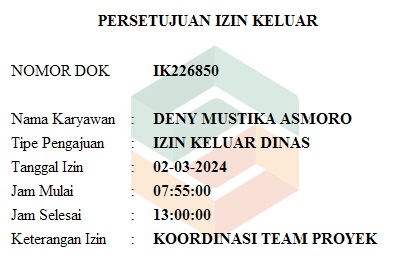 PERSETUJUAN IZIN KELUAR
NOMOR DOK IK226850
Nama Karyawan : DENY MUSTIKA ASMORO
Tipe Pengajuan : IZIN KELUAR DINAS
Tanggal Izin : 02-03-2024
Jam Mulai : 07:55:00
Jam Selesai : 13:00:00
Keterangan Izin : KOORDINASI TEAM PROYEK